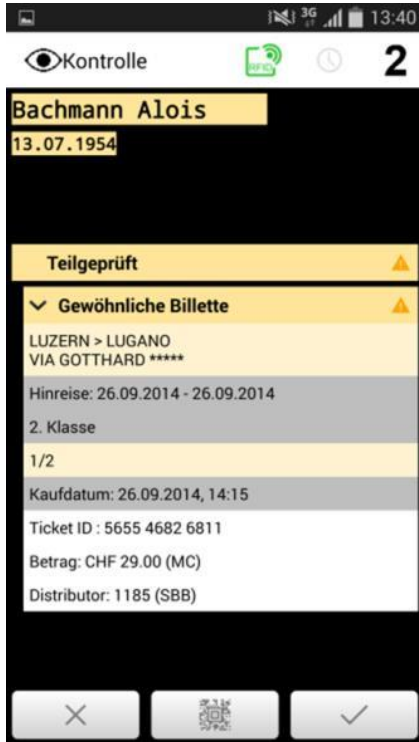 3G 13:40
Kontrolle RFID 2
Bachmann Alois
13.07.1954
Teilgeprüft
Gewöhnliche Billette
LUZERN > LUGANO
VIA GOTTHARD *****
Hinreise: 26.09.2014 - 26.09.2014
2. Klasse
1/2
Kaufdatum: 26.09.2014, 14:15
Ticket ID : 5655 4682 6811
Betrag: CHF 29.00 (MC)
Distributor: 1185 (SBB)